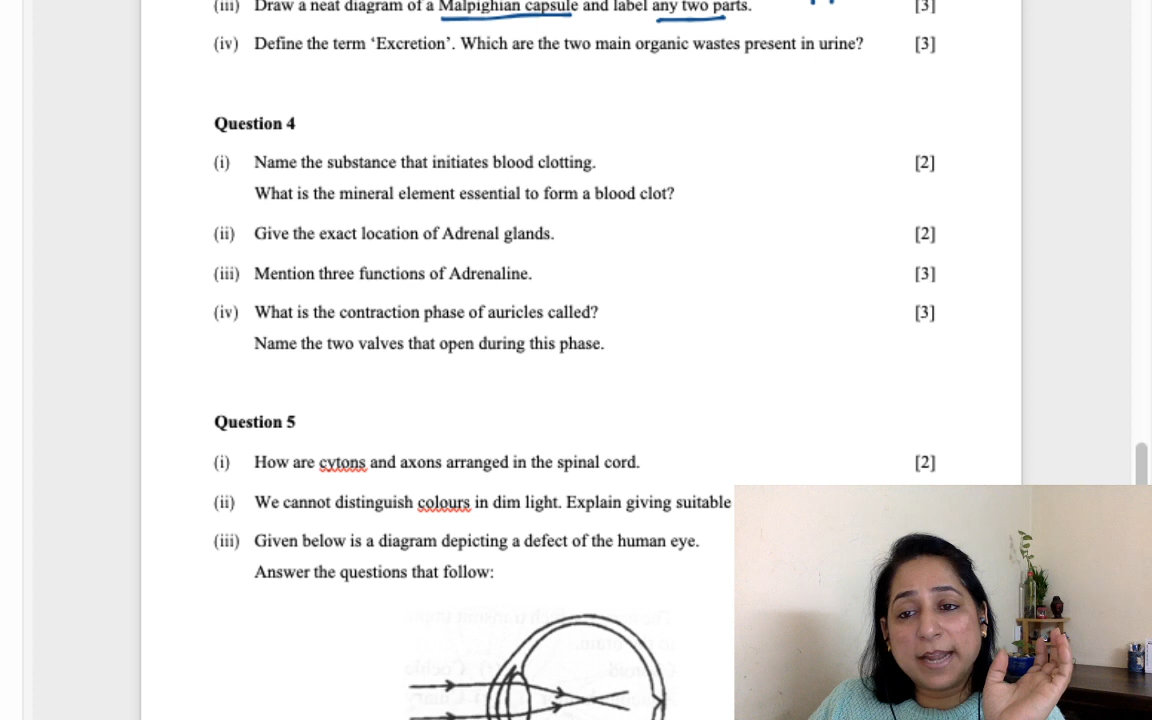 (iii) Draw a neat diagram of a Malpighian capsule and label any two parts. [3]
(iv) Define the term ‘Excretion’. Which are the two main organic wastes present in urine? [3]
Question 4
(i) Name the substance that initiates blood clotting. [2]
What is the mineral element essential to form a blood clot?
(ii) Give the exact location of Adrenal glands. [2]
(iii) Mention three functions of Adrenaline. [3]
(iv) What is the contraction phase of auricles called? [3]
Name the two valves that open during this phase.
Question 5
(i) How are cytons and axons arranged in the spinal cord. [2]
(ii) We cannot distinguish colours in dim light. Explain giving suitable
(iii) Given below is a diagram depicting a defect of the human eye.
Answer the questions that follow: